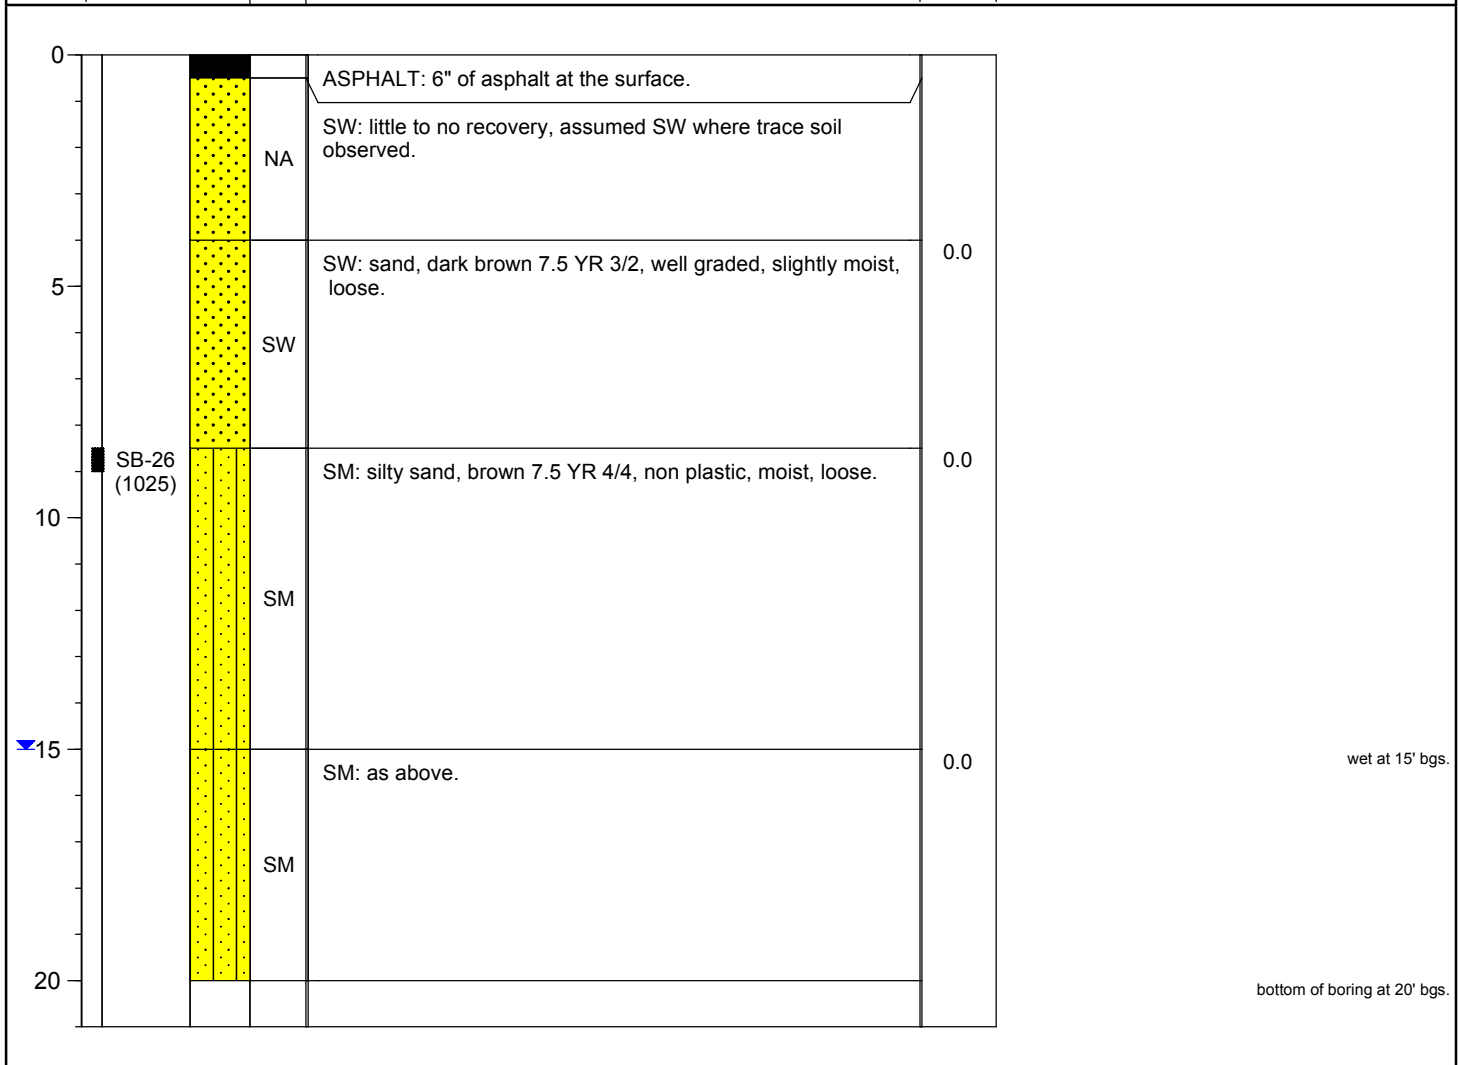 0
ASPHALT: 6" of asphalt at the surface.
SW: little to no recovery, assumed SW where trace soil
observed.
NA
SW: sand, dark brown 7.5 YR 3/2, well graded, slightly moist,
loose.
0.0
5
SW
SB-26
(1025)
SM: silty sand, brown 7.5 YR 4/4, non plastic, moist, loose.
0.0
10
SM
15
SM: as above.
0.0
wet at 15' bgs.
SM
20
bottom of boring at 20' bgs.